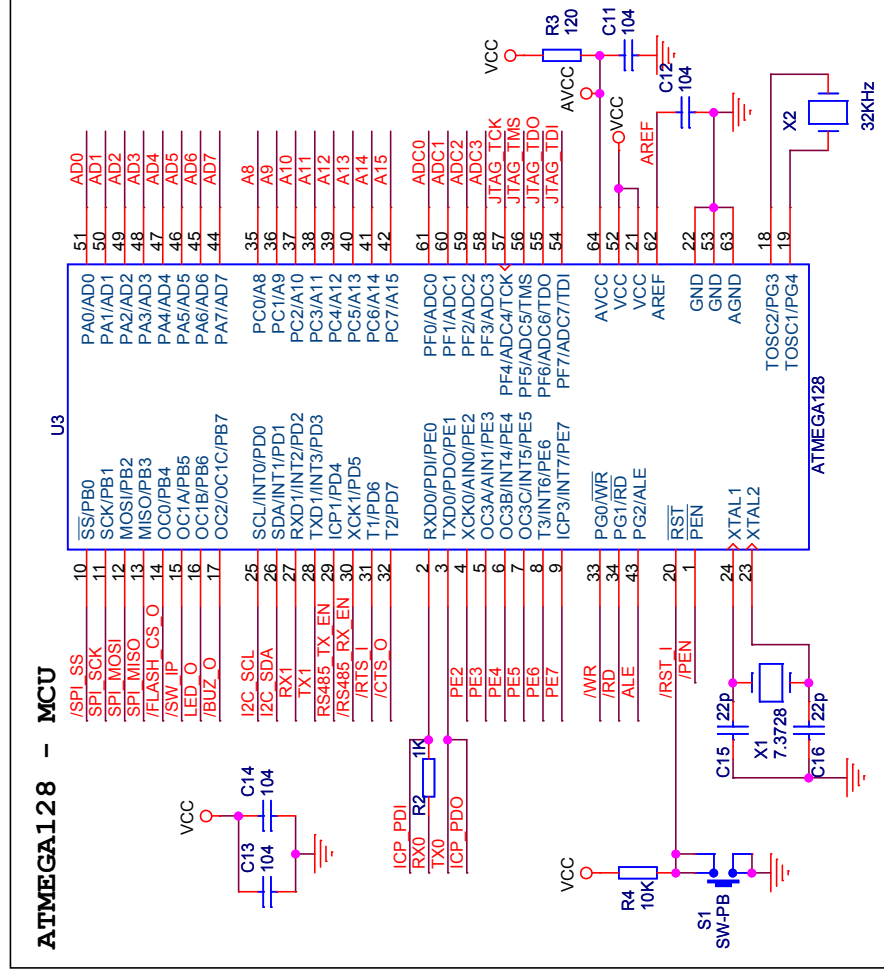 ATMEGA128 - MCU
U3
ATMEGA128
/SPI_SS 10 SS/PB0
SPI_SCK 11 SCK/PB1
SPI_MOSI 12 MOSI/PB2
SPI_MISO 13 MISO/PB3
/FLASH_CS_O 14 OC0/PB4
/SW_IP 15 OC1A/PB5
LED_O 16 OC1B/PB6
/BUZ_O 17 OC2/OC1C/PB7
I2C_SCL 25 SCL/INT0/PD0
I2C_SDA 26 SDA/INT1/PD1
RX1 27 RXD1/INT2/PD2
TX1 28 TXD1/INT3/PD3
RS485_TX_EN 29 ICP1/PD4
/RS485_RX_EN 30 XCK1/PD5
/RTS_I 31 T1/PD6
/CTS_O 32 T2/PD7
2 RXD0/PDI/PE0
3 TXD0/PDO/PE1
PE2 4 XCK0/AIN0/PE2
PE3 5 OC3A/AIN1/PE3
PE4 6 OC3B/INT4/PE4
PE5 7 OC3C/INT5/PE5
PE6 8 T3/INT6/PE6
PE7 9 ICP3/INT7/PE7
/WR 33 PG0/WR
/RD 34 PG1/RD
ALE 43 PG2/ALE
/RST_I 20 RST
/PEN 1 PEN
24 XTAL1
23 XTAL2
PA0/AD0 51 AD0
PA1/AD1 50 AD1
PA2/AD2 49 AD2
PA3/AD3 48 AD3
PA4/AD4 47 AD4
PA5/AD5 46 AD5
PA6/AD6 45 AD6
PA7/AD7 44 AD7
PC0/A8 35 A8
PC1/A9 36 A9
PC2/A10 37 A10
PC3/A11 38 A11
PC4/A12 39 A12
PC5/A13 40 A13
PC6/A14 41 A14
PC7/A15 42 A15
PF0/ADC0 61 ADC0
PF1/ADC1 60 ADC1
PF2/ADC2 59 ADC2
PF3/ADC3 58 ADC3
PF4/ADC4/TCK 57 JTAG_TCK
PF5/ADC5/TMS 56 JTAG_TMS
PF6/ADC6/TDO 55 JTAG_TDO
PF7/ADC7/TDI 54 JTAG_TDI
AVCC 64
VCC 52
VCC 21
AREF 62 AREF
GND 22
GND 53
AGND 63
TOSC2/PG3 18
TOSC1/PG4 19
VCC
C13
104
C14
104
ICP_PDI
RX0
TX0
ICP_PDO
R2
1K
VCC
R4
10K
S1
SW-PB
C15
22p
X1
7.3728
C16
22p
VCC
R3
120
AVCC
C11
104
VCC
C12
104
X2
32KHz